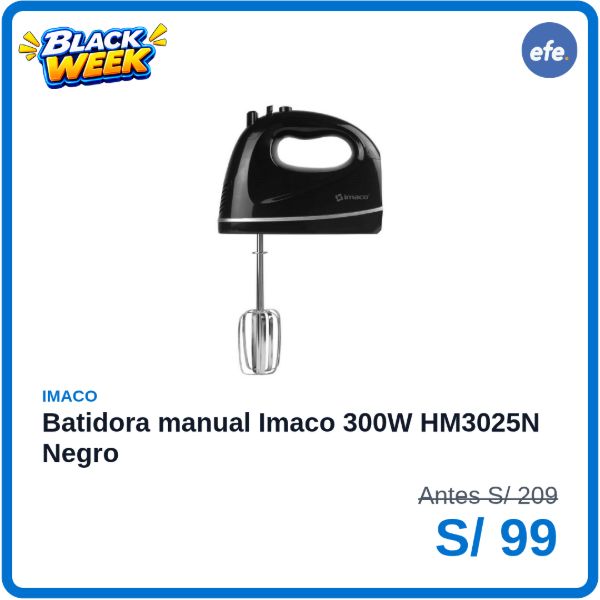 BLACK
WEEK
efe.
imaco
IMACO
Batidora manual Imaco 300W HM3025N
Negro
Antes S/ 209
S/ 99